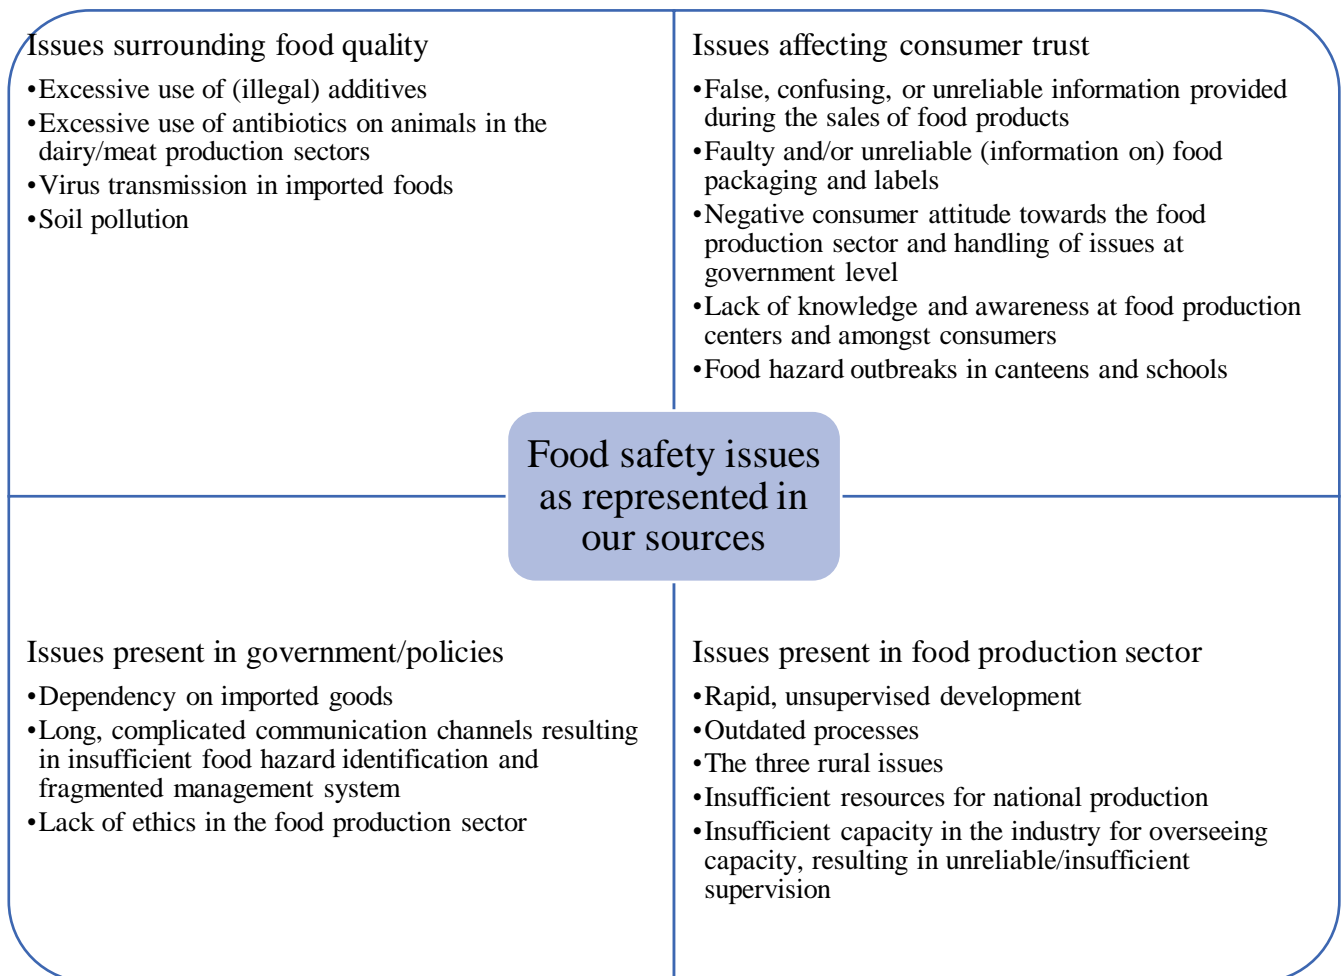 Issues surrounding food quality
•Excessive use of (illegal) additives
•Excessive use of antibiotics on animals in the
dairy/meat production sectors
•Virus transmission in imported foods
•Soil pollution
Issues affecting consumer trust
•False, confusing, or unreliable information provided
during the sales of food products
•Faulty and/or unreliable (information on) food
packaging and labels
•Negative consumer attitude towards the food
production sector and handling of issues at
government level
•Lack of knowledge and awareness at food production
centers and amongst consumers
•Food hazard outbreaks in canteens and schools
Food safety issues
as represented in
our sources
Issues present in government/policies
•Dependency on imported goods
•Long, complicated communication channels resulting
in insufficient food hazard identification and
fragmented management system
•Lack of ethics in the food production sector
Issues present in food production sector
•Rapid, unsupervised development
•Outdated processes
•The three rural issues
•Insufficient resources for national production
•Insufficient capacity in the industry for overseeing
capacity, resulting in unreliable/insufficient
supervision